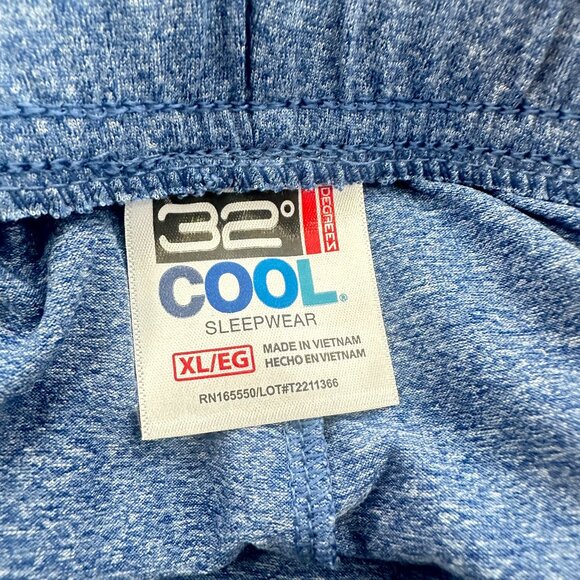 32°
DEGREES
COOL®
SLEEPWEAR
XL/EG
MADE IN VIETNAM
HECHO EN VIETNAM
RN165550/LOT#T2211366